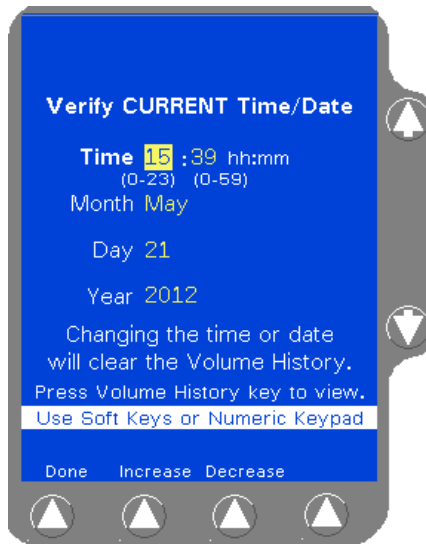 Verify CURRENT Time/Date
Time 15 :39 hh:mm
(0-23) (0-59)
Month May
Day 21
Year 2012
Changing the time or date
will clear the Volume History.
Press Volume History key to view.
Use Soft Keys or Numeric Keypad
Done Increase Decrease